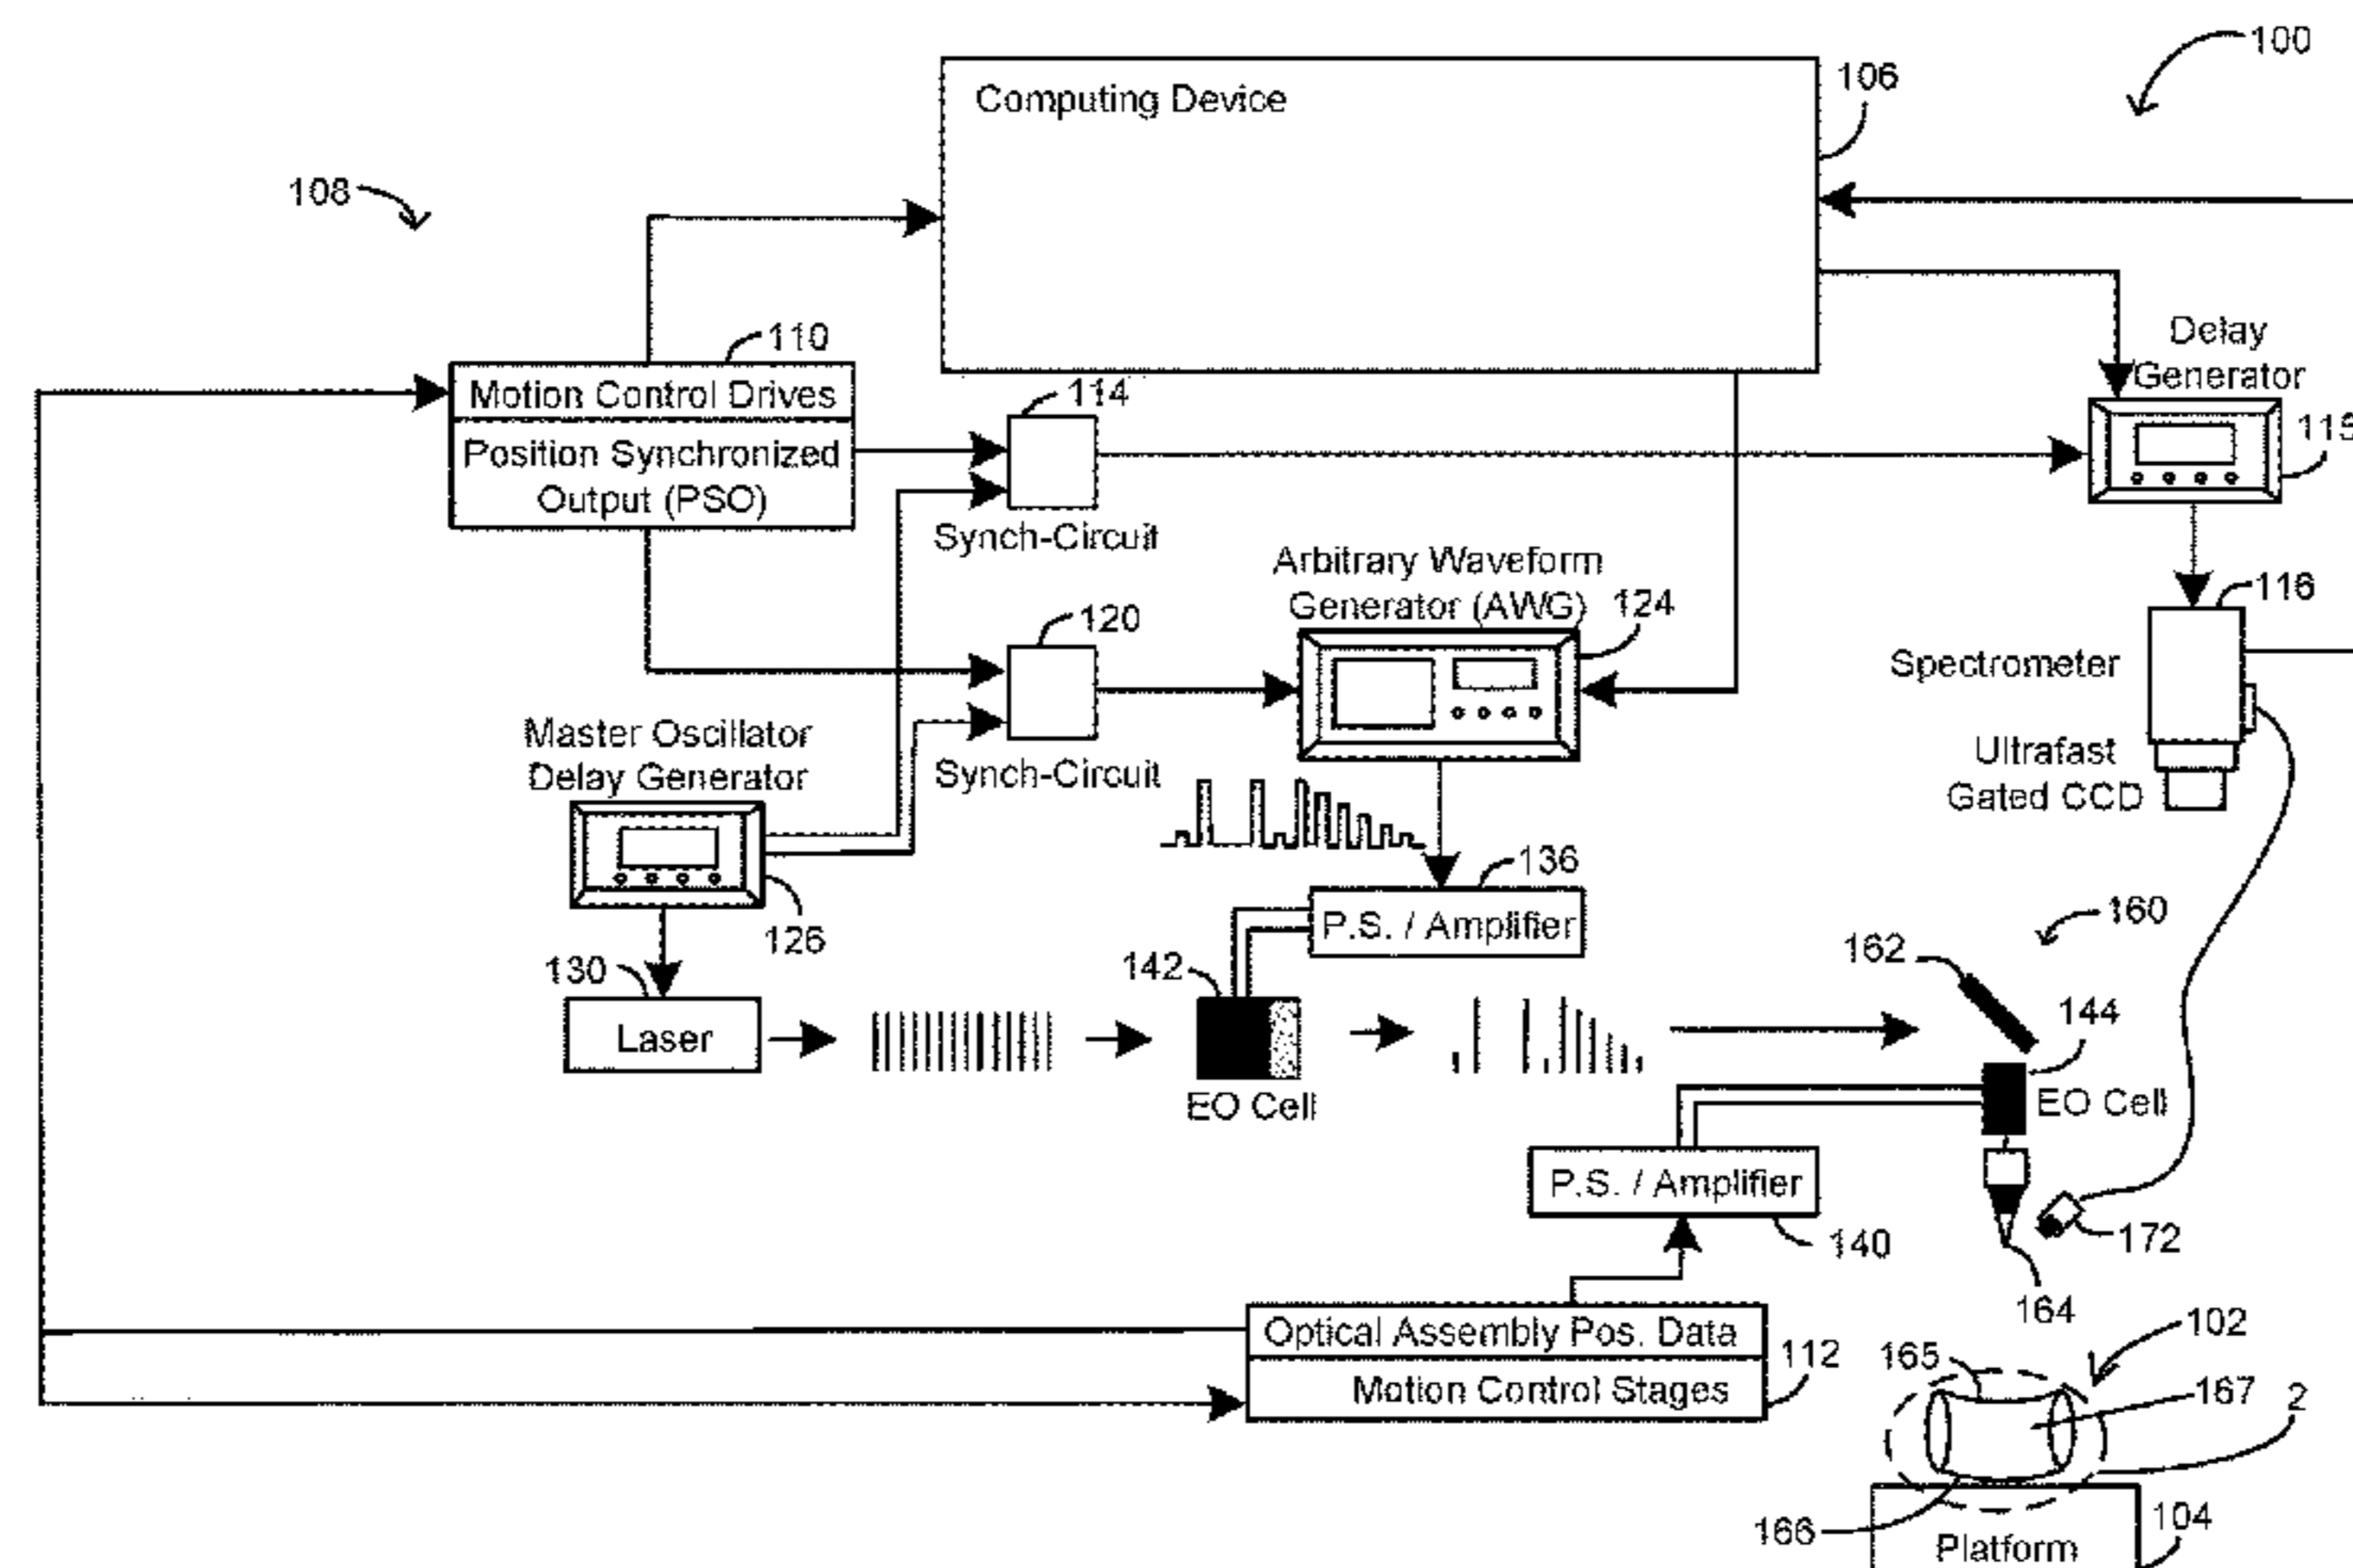 100
Computing Device
106
108
110
Motion Control Drives
Position Synchronized
Output (PSO)
114
Synch-Circuit
Delay
Generator
115
120
Synch-Circuit
Arbitrary Waveform
Generator (AWG)
124
116
Spectrometer
Ultrafast
Gated CCD
Master Oscillator
Delay Generator
126
136
P.S. / Amplifier
130
Laser
142
EO Cell
160
162
144
EO Cell
P.S. / Amplifier
140
172
164
Optical Assembly Pos. Data
Motion Control Stages
112
102
165
167
2
166
104
Platform